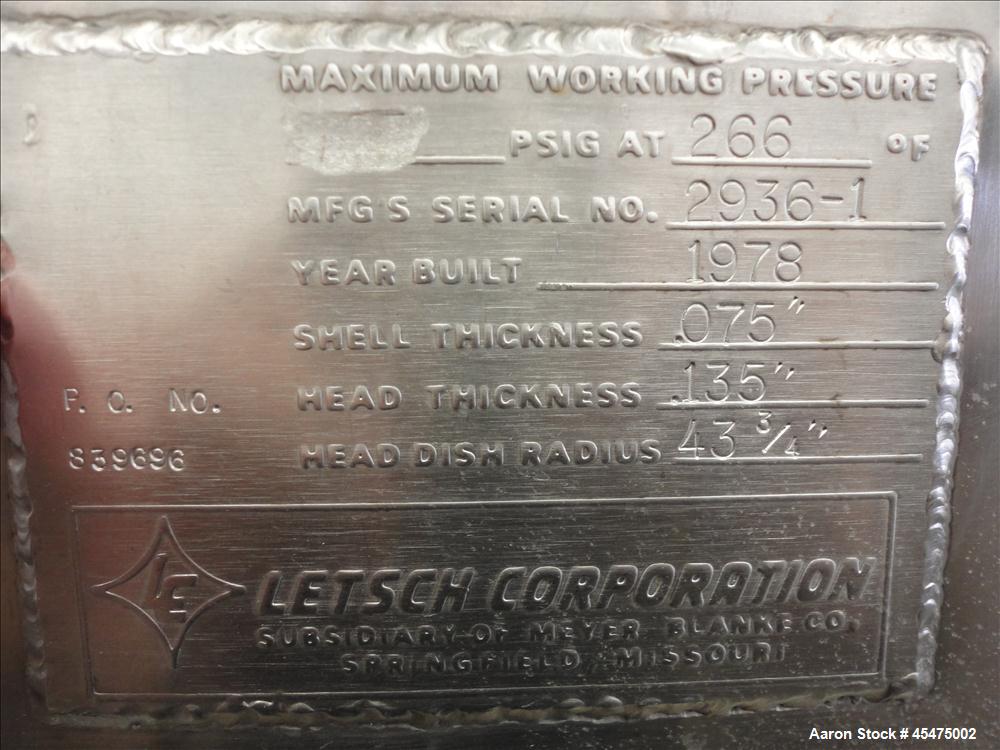 MAXIMUM WORKING PRESSURE
PSIG AT 266 °F
MFG'S SERIAL NO. 2936-1
YEAR BUILT 1978
SHELL THICKNESS .075"
HEAD THICKNESS .135"
HEAD DISH RADIUS 43 3/4"
P. O. NO.
839696
LC
LETSCH CORPORATION
SUBSIDIARY OF MEYER BLANKE CO.
SPRINGFIELD, MISSOURI
Aaron Stock # 45475002